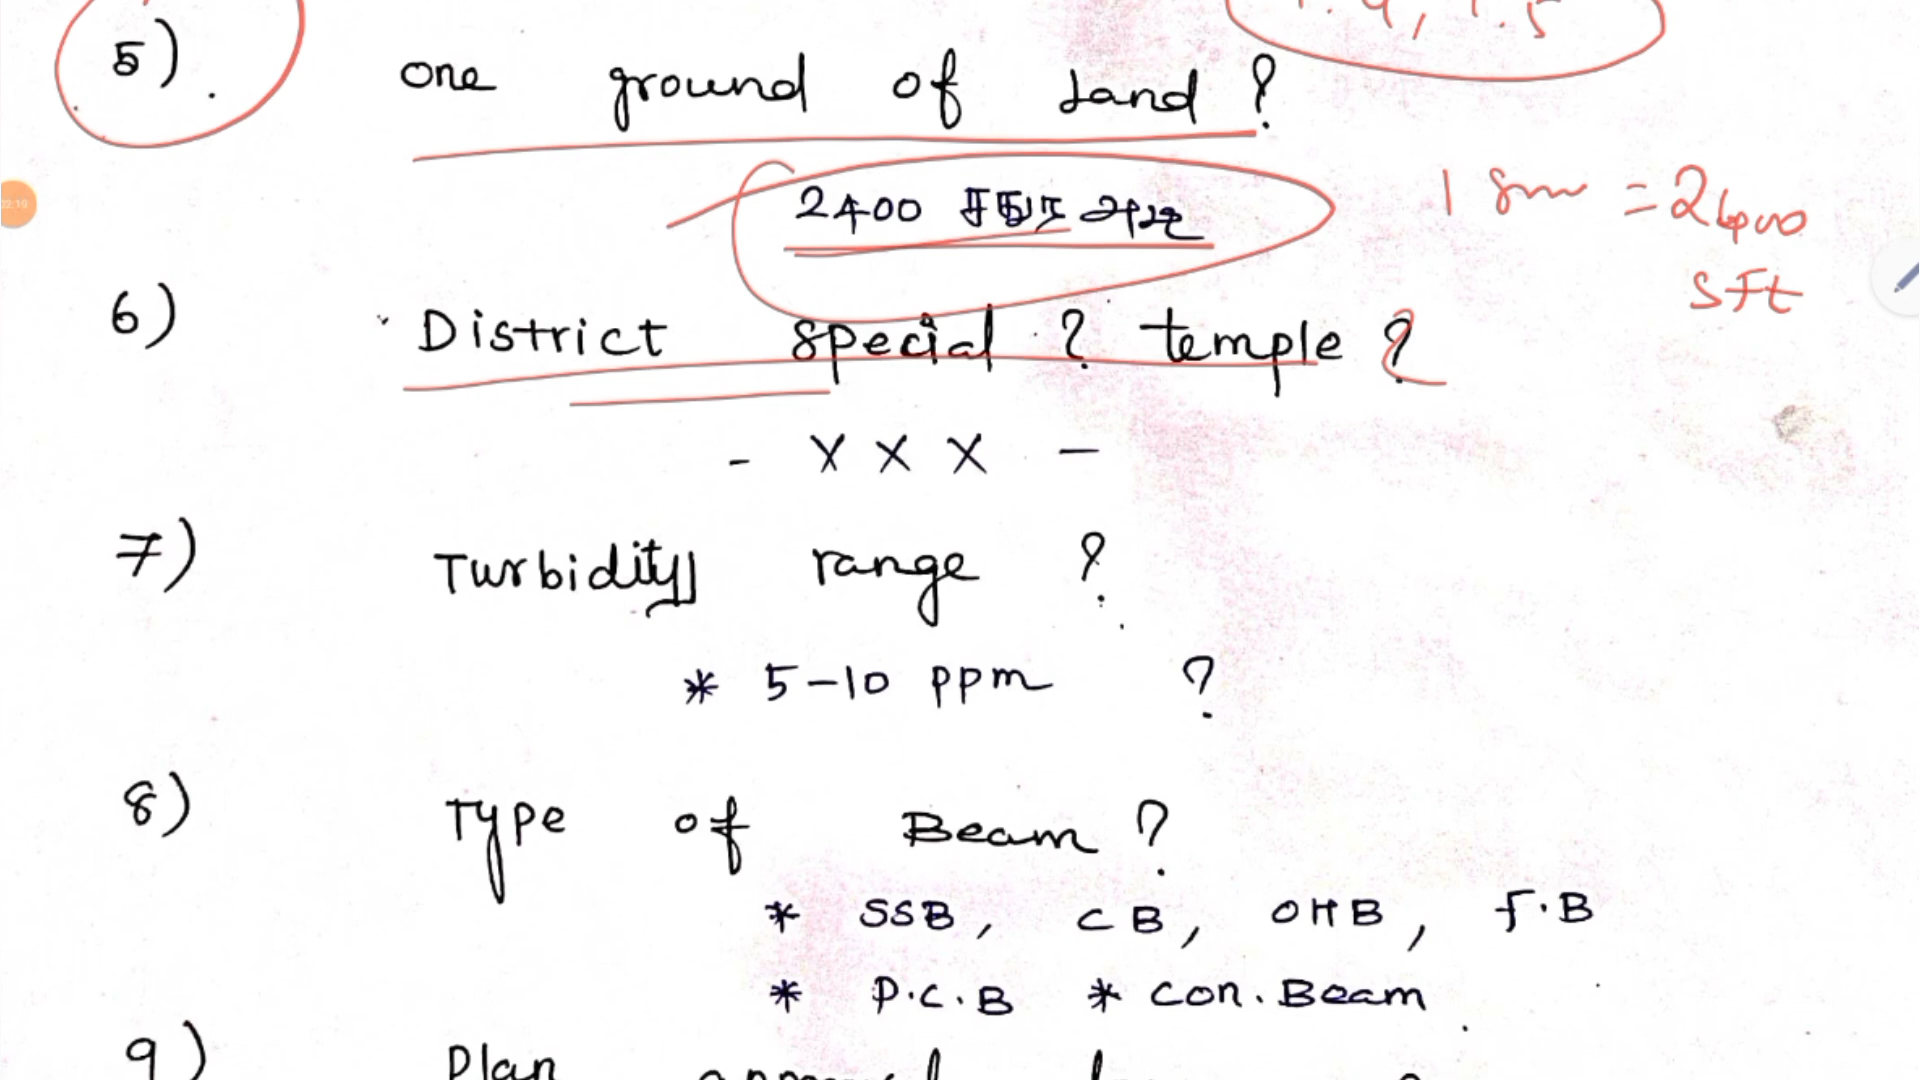 5).
one ground of Land ?
2400 சதுர அடி
1 = 2400
SFt
6) District special ? temple ?
- X X X -
7) Turbidity range ?
* 5-10 ppm ?
8) Type of Beam ?
* SSB, CB, OHB, F.B
* P.C.B * con. Beam
9) Plan